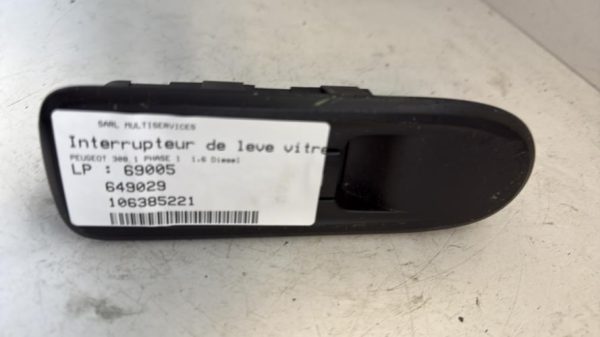 SARL MULTISERVICES
Interrupteur de leve vitre
PEUGEOT 308 1 PHASE 1 1.6 Diesel
LP : 69005
649029
106385221